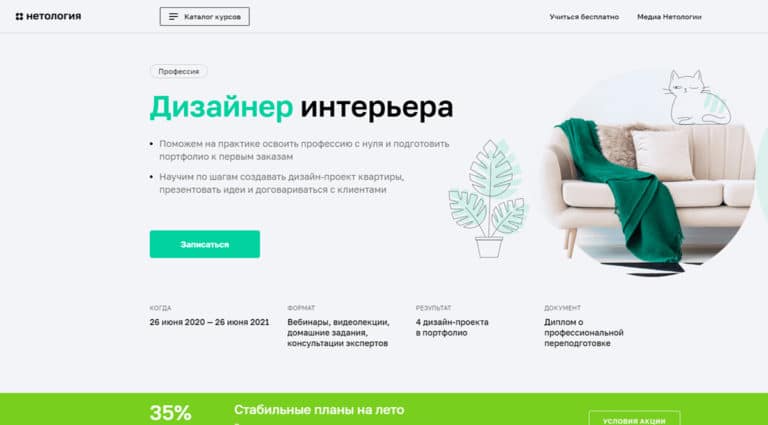 нетология
Каталог курсов
Учиться бесплатно
Медиа Нетологии
Профессия
Дизайнер интерьера
Поможем на практике освоить профессию с нуля и подготовить
портфолио к первым заказам
Научим по шагам создавать дизайн-проект квартиры,
презентовать идеи и договариваться с клиентами
Записаться
КОГДА
26 июня 2020 — 26 июня 2021
ФОРМАТ
Вебинары, видеолекции,
домашние задания,
консультации экспертов
РЕЗУЛЬТАТ
4 дизайн-проекта
в портфолио
ДОКУМЕНТ
Диплом о
профессиональной
переподготовке
35%
Стабильные планы на лето
УСЛОВИЯ АКЦИИ